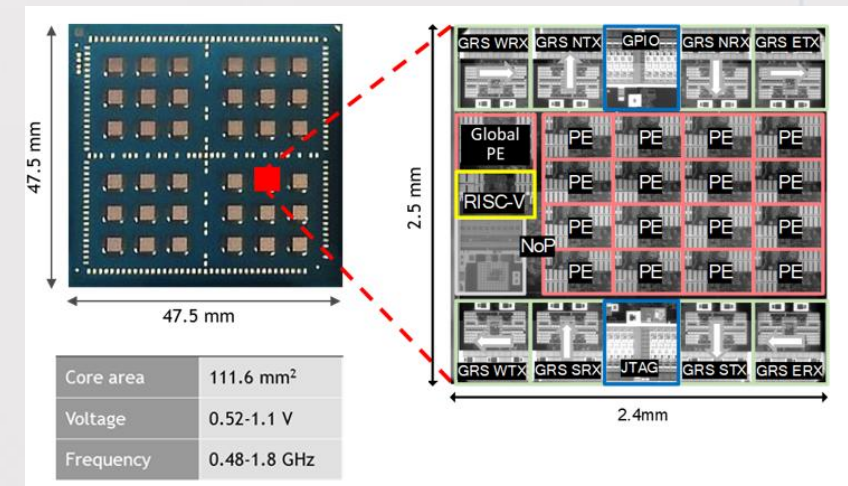 47.5 mm
47.5 mm
Core area 111.6 mm²
Voltage 0.52-1.1 V
Frequency 0.48-1.8 GHz
GRS WRX GRS NTX GPIO GRS NRX GRS ETX
2.5 mm
Global
PE
PE PE PE PE
PE PE PE PE
RISC-V
PE PE PE PE
NoP
PE PE PE PE
GRS WTX GRS SRX JTAG GRS STX GRS ERX
2.4mm